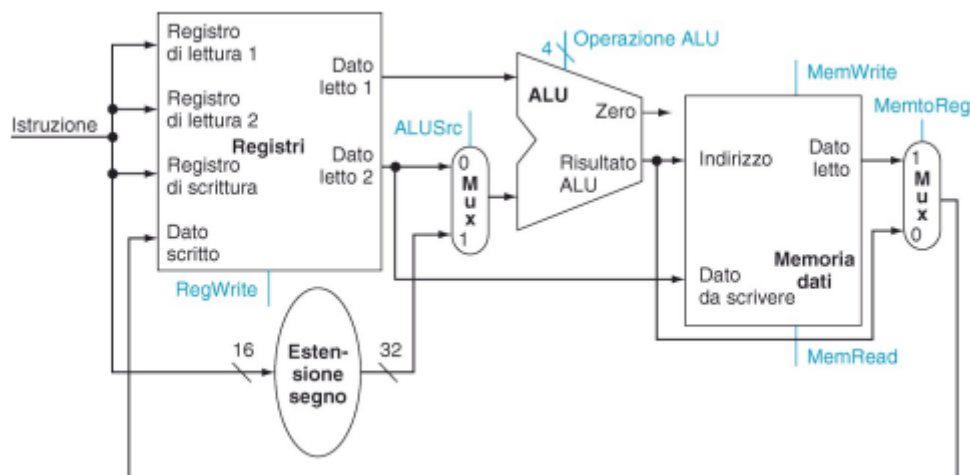 Istruzione
Registro
di lettura 1
Registro
di lettura 2
Registro
di scrittura
Dato
scritto
Registri
Dato
letto 1
Dato
letto 2
RegWrite
16
Esten-
sione
segno
32
ALUSrc
0
Mux
1
4
Operazione ALU
ALU
Zero
Risultato
ALU
MemWrite
Indirizzo
Dato
letto
Dato
da scrivere
Memoria
dati
MemRead
MemtoReg
1
Mux
0